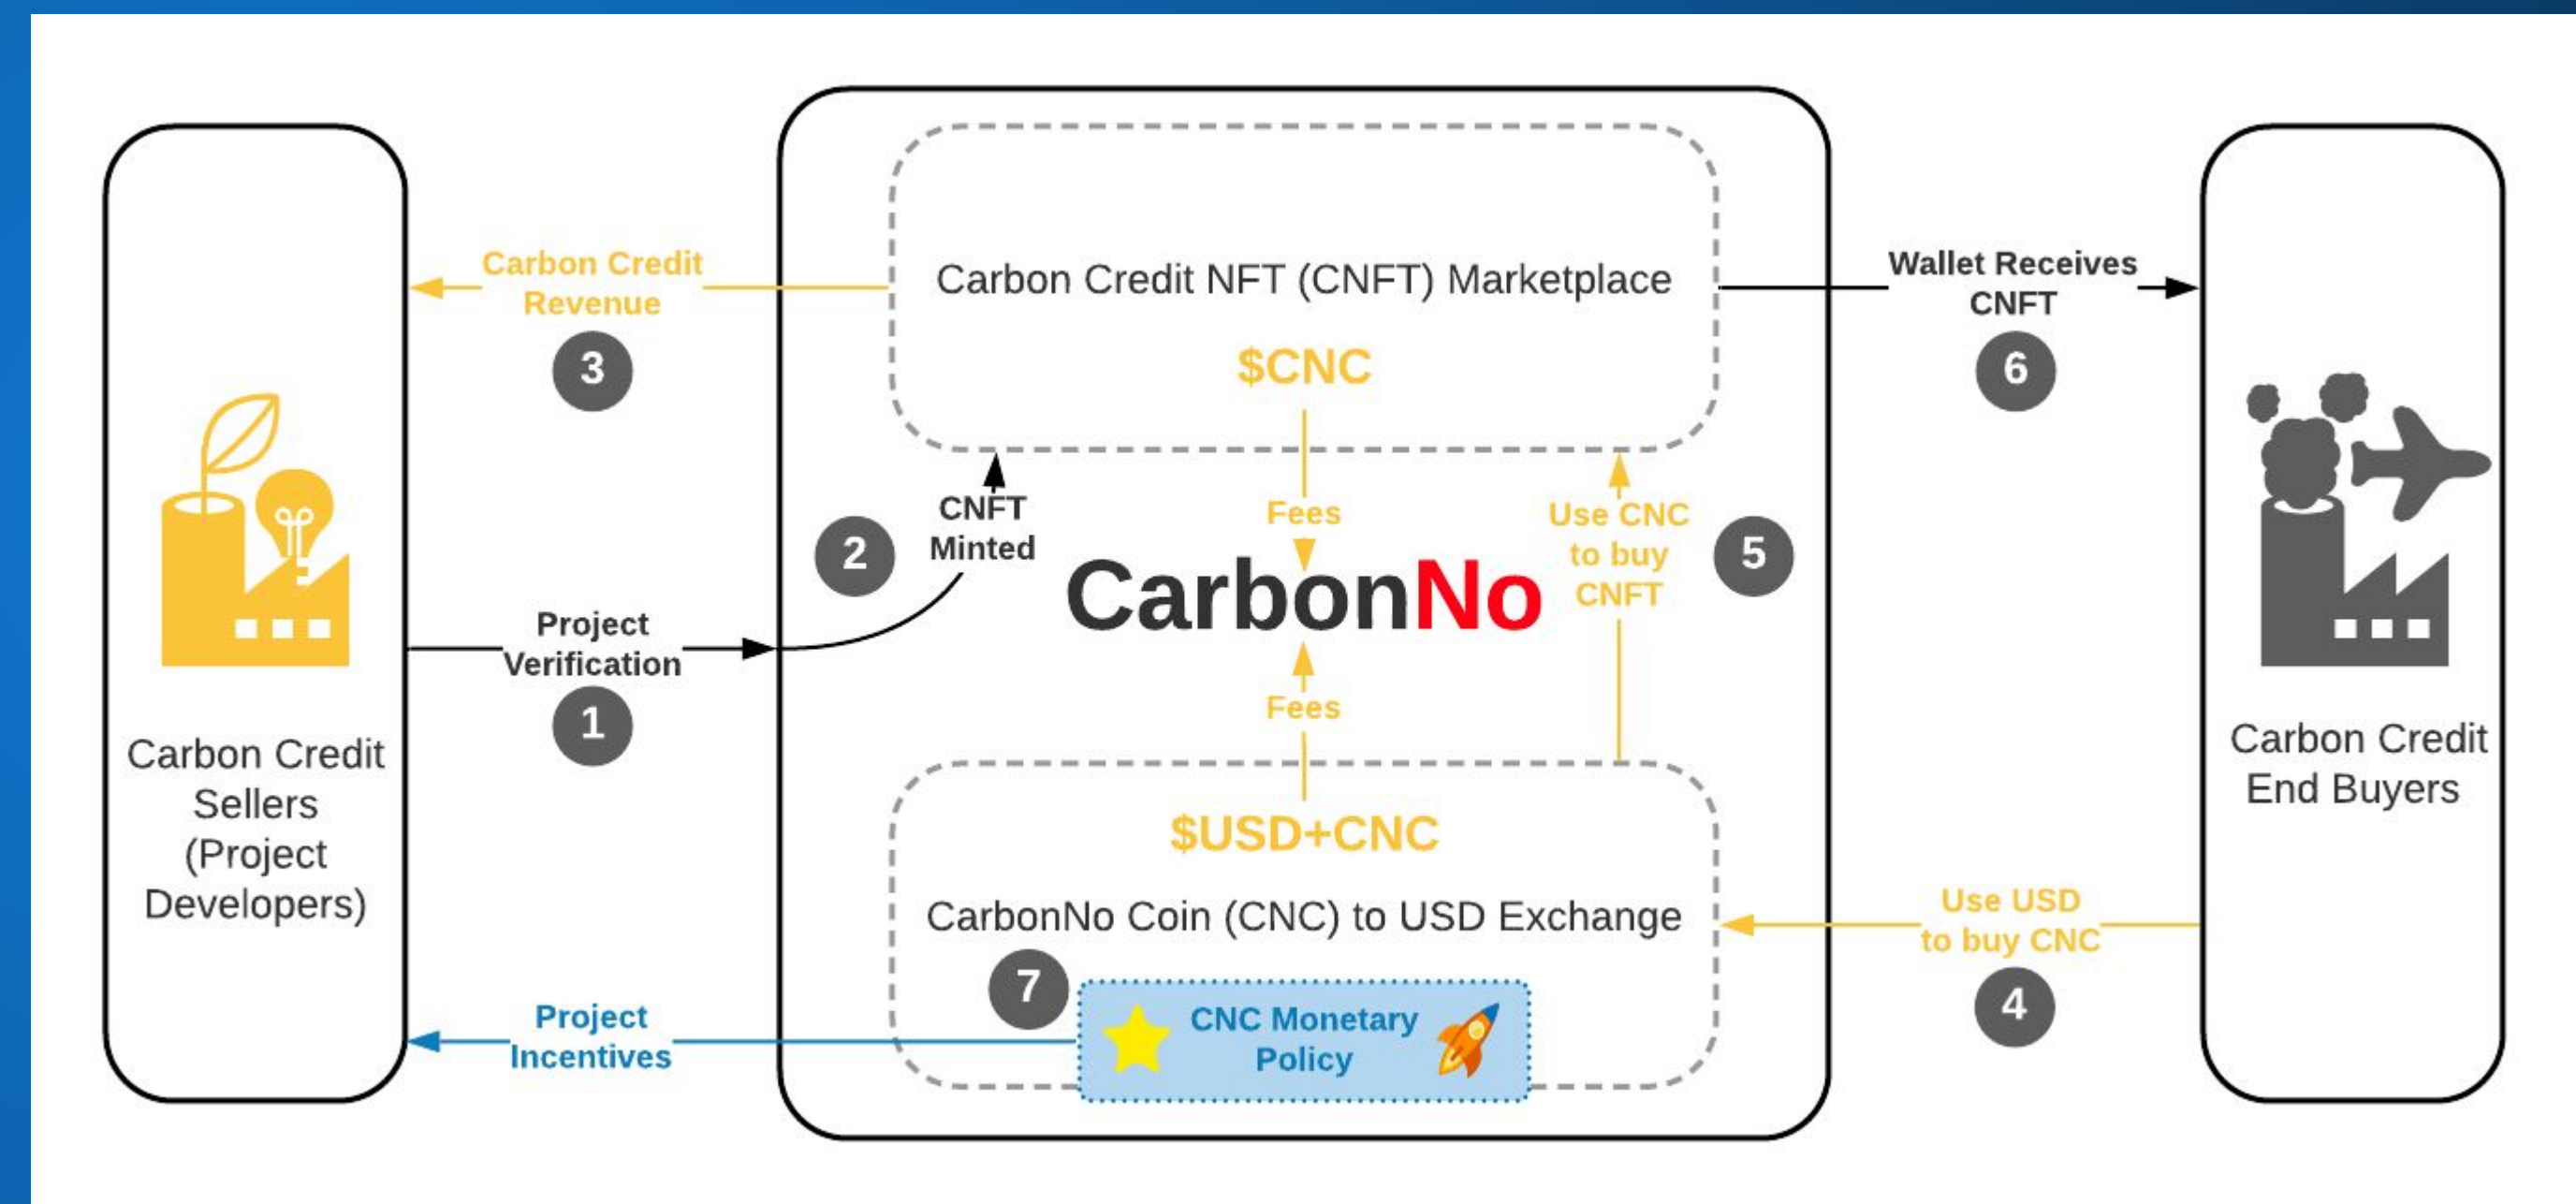 Carbon Credit
Sellers
(Project
Developers)
Carbon Credit
Revenue
3
Project
Verification
1
Project
Incentives
Carbon Credit NFT (CNFT) Marketplace
$CNC
2
CNFT
Minted
Fees
Use CNC
to buy
CNFT
5
CarbonNo
Fees
$USD+CNC
CarbonNo Coin (CNC) to USD Exchange
7
CNC Monetary
Policy
Wallet Receives
CNFT
6
Use USD
to buy CNC
4
Carbon Credit
End Buyers